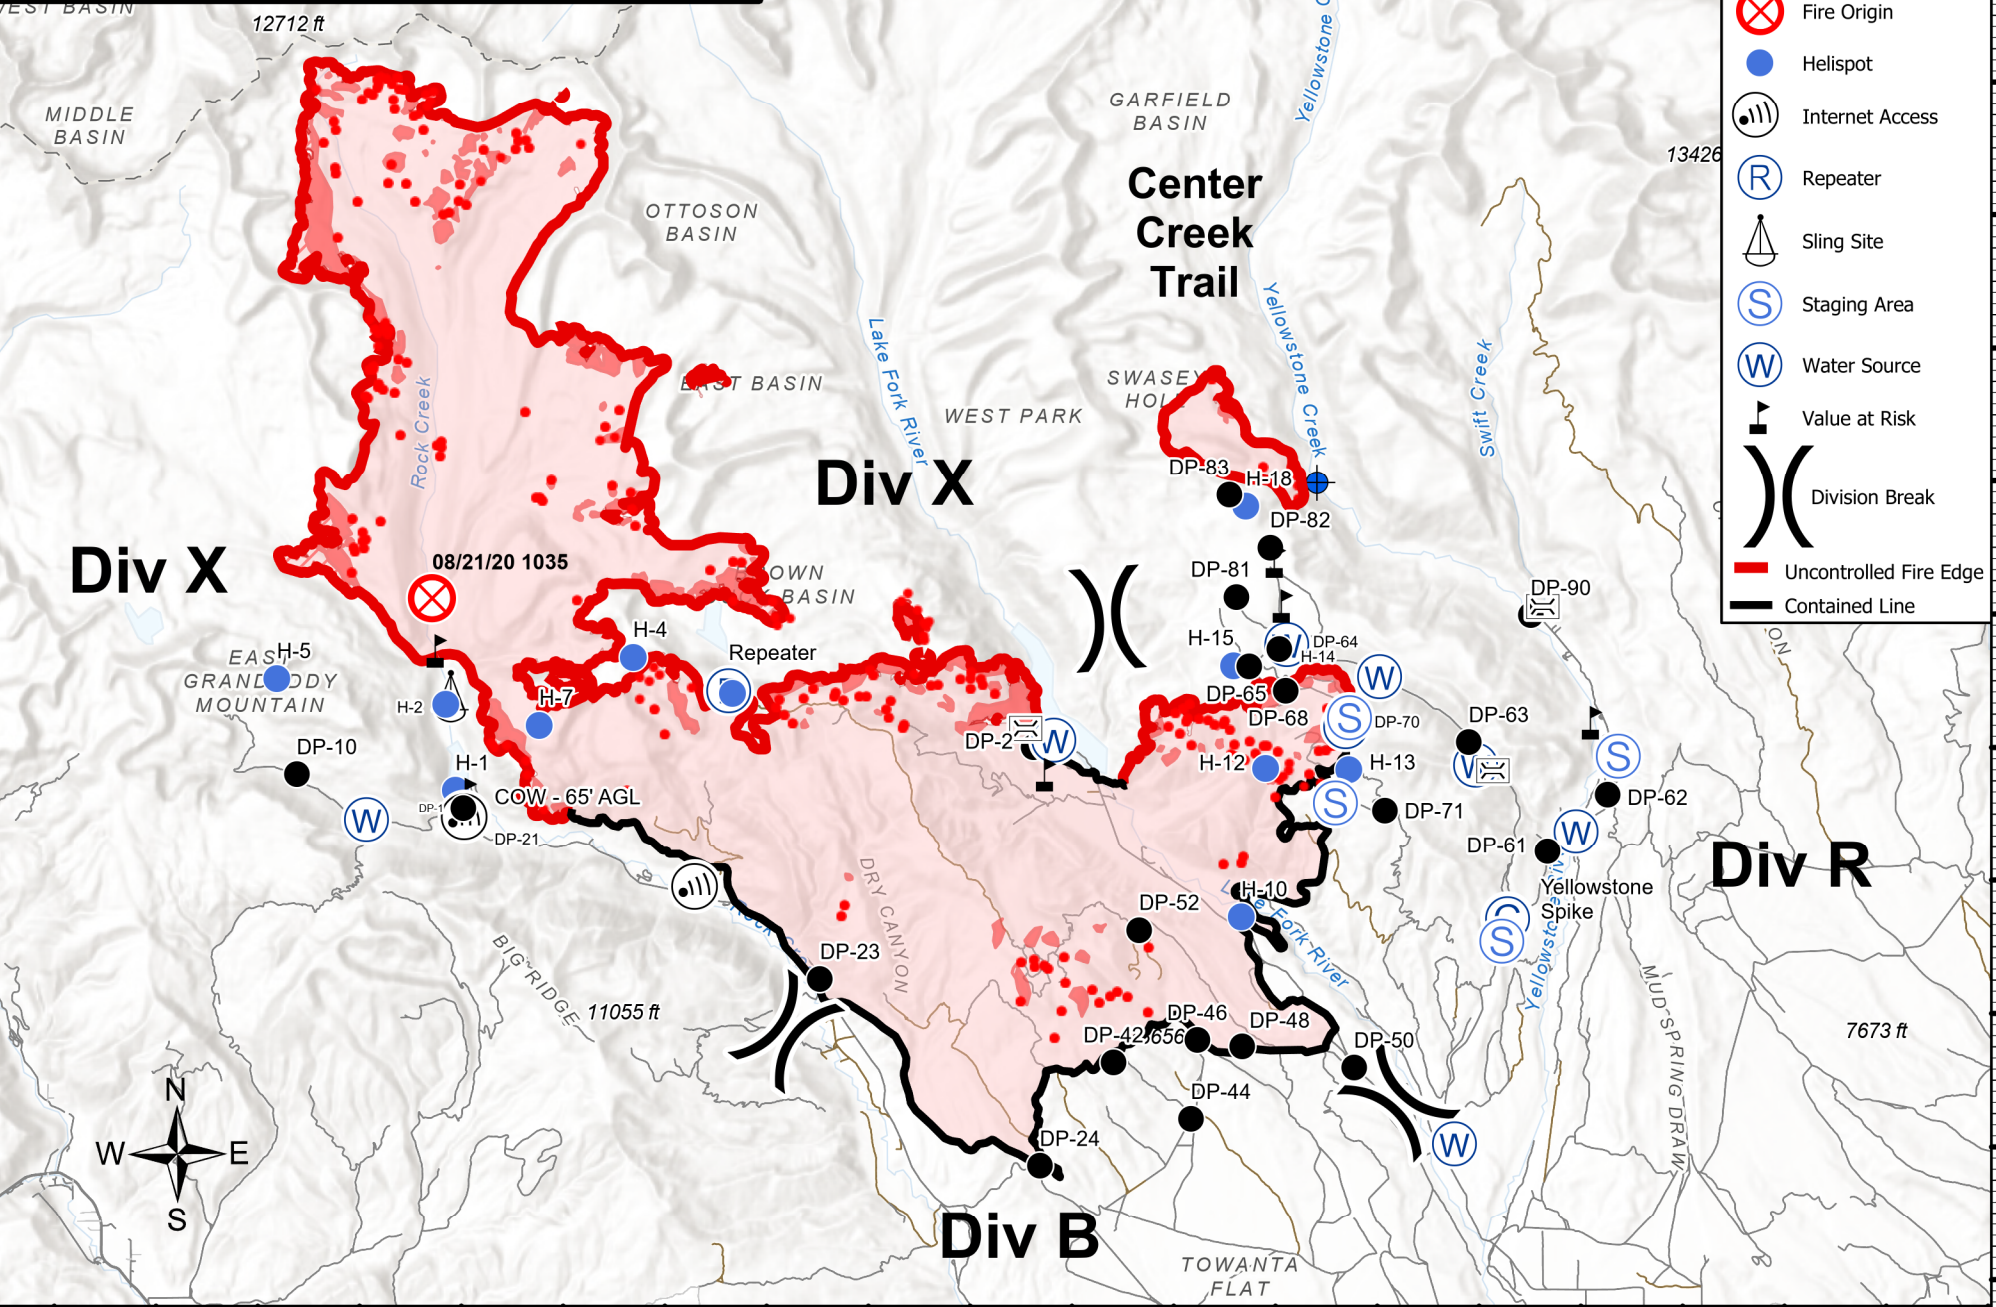 12712 ft
MIDDLE
BASIN
GARFIELD
BASIN
Center
Creek
Trail
OTTOSON
BASIN
Yellowstone
Yellowstone Creek
Swift Creek
Lake Fork River
Rock Creek
EAST BASIN
WEST PARK
SWASEY
13426
Fire Origin
Helispot
Internet Access
R
Repeater
Sling Site
S
Staging Area
W
Water Source
Value at Risk
Division Break
Uncontrolled Fire Edge
Contained Line
DP-83
H-18
DP-82
DP-81
DP-90
Div X
Div X
08/21/20 1035
BASIN
H-4
Repeater
H-5
EAST
MOUNTAIN
H-2
H-7
H-15
DP-64
H-14
DP-65
DP-68
W
S
DP-70
DP-63
DP-2
W
DP-10
H-1
COW - 65' AGL
DP-1
DP-21
W
H-12
H-13
S
DP-71
S
DP-62
W
DP-61
Div R
Yellowstone
Spike
S
H-10
Fork River
DP-52
DRY CANYON
BIG RIDGE
11055 ft
DP-23
DP-46
DP-42
DP-48
DP-50
DP-44
DP-24
W
MUD SPRING DRAW
7673 ft
N
W
E
S
Div B
TOWANTA
FLAT